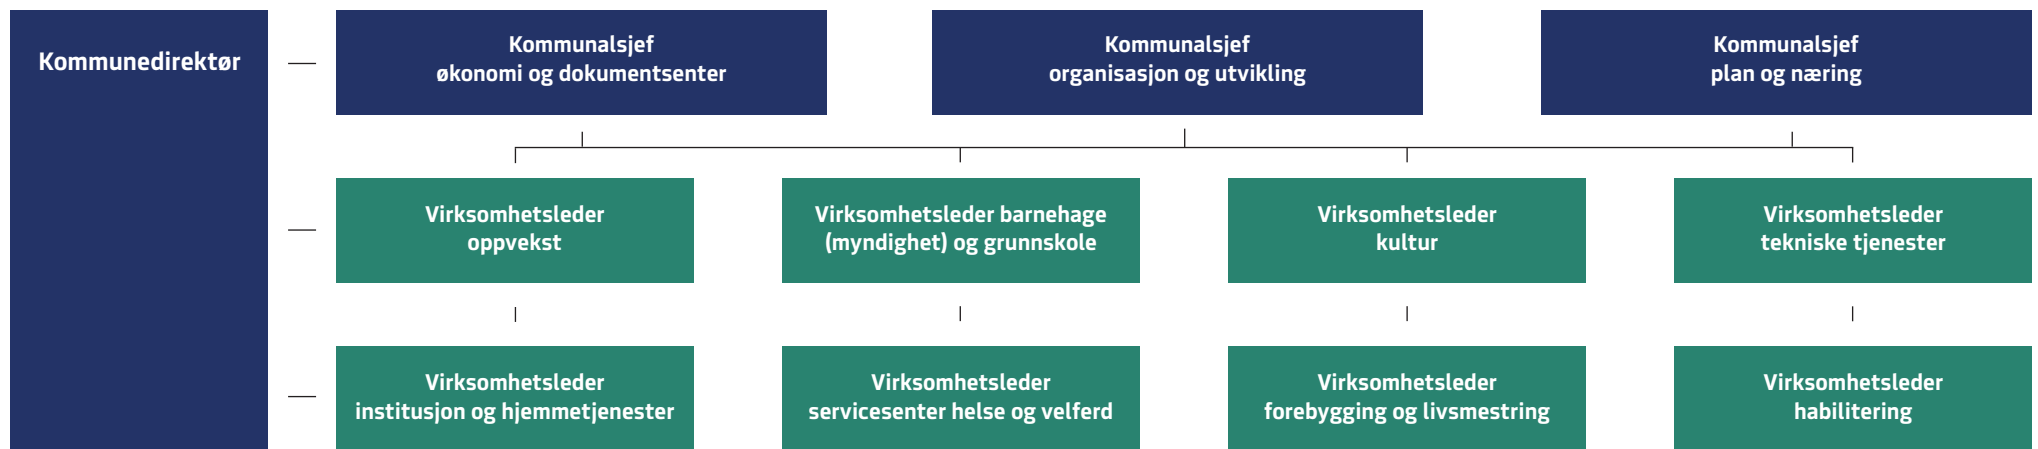 Kommunedirektør
Kommunalsjef
økonomi og dokumentsenter
Kommunalsjef
organisasjon og utvikling
Kommunalsjef
plan og næring
Virksomhetsleder
oppvekst
Virksomhetsleder barnehage
(myndighet) og grunnskole
Virksomhetsleder
kultur
Virksomhetsleder
tekniske tjenester
Virksomhetsleder
institusjon og hjemmetjenester
Virksomhetsleder
servicesenter helse og velferd
Virksomhetsleder
forebygging og livsmestring
Virksomhetsleder
habilitering